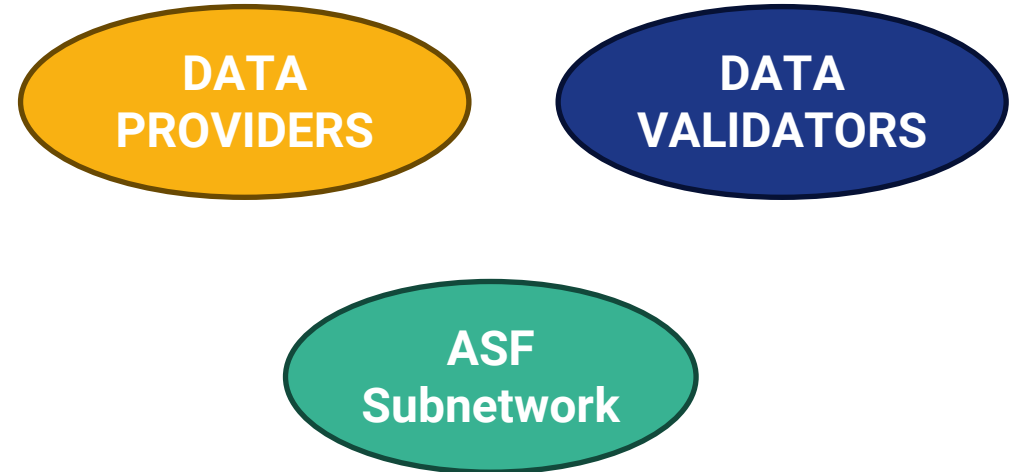 DATA
PROVIDERS
DATA
VALIDATORS
ASF
Subnetwork